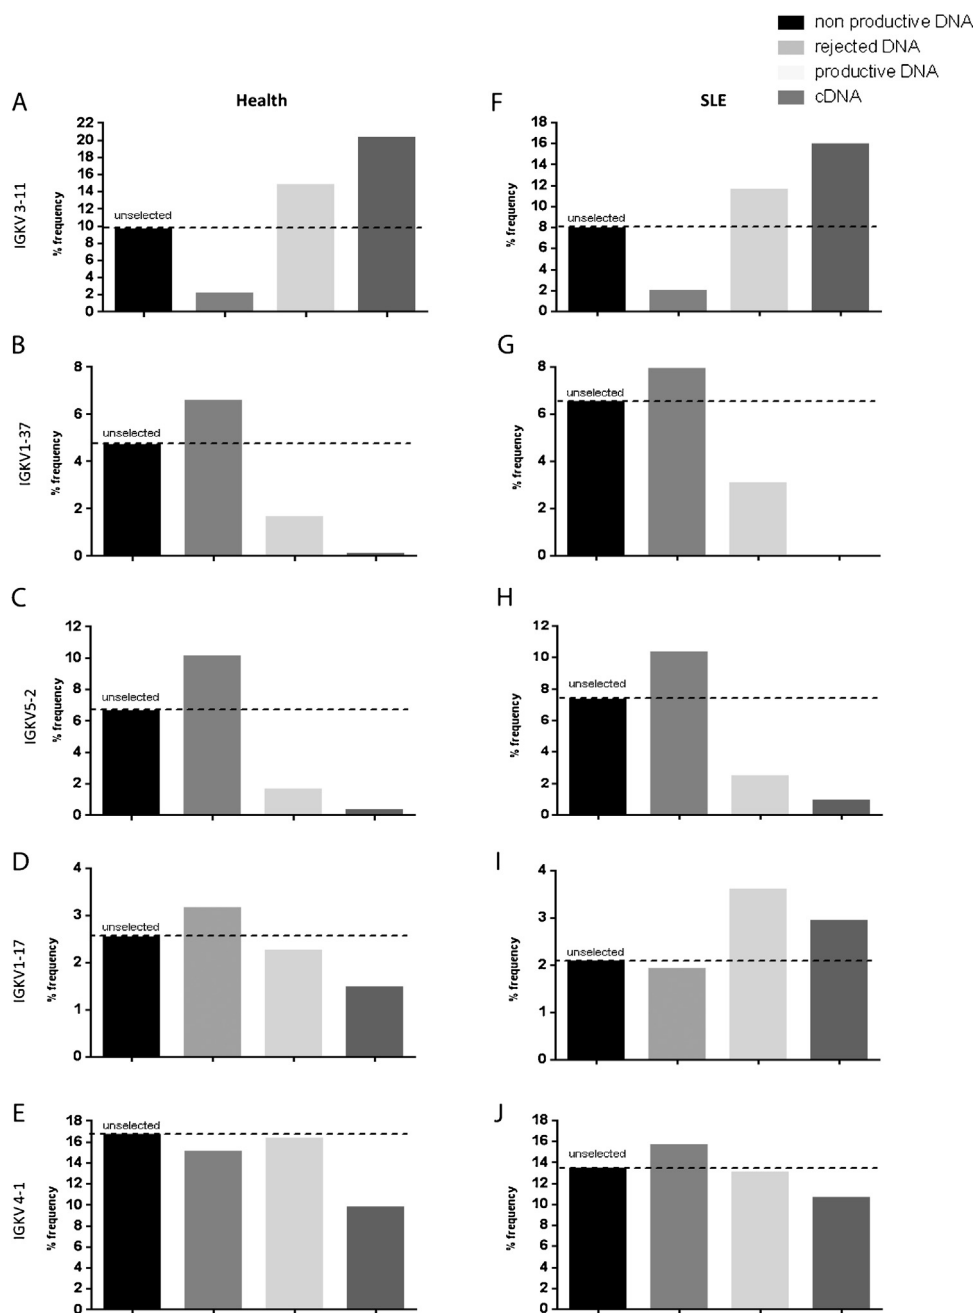 non productive DNA
rejected DNA
productive DNA
cDNA
A
Health
F
SLE
IGKV 3-11
% frequency
22
20
18
16
14
12
10
8
6
4
2
0
unselected
% frequency
18
16
14
12
10
8
6
4
2
0
unselected
B
G
IGKV1-37
% frequency
8
6
4
2
0
unselected
% frequency
8
6
4
2
0
unselected
C
H
IGKV5-2
% frequency
12
10
8
6
4
2
0
unselected
% frequency
12
10
8
6
4
2
0
unselected
D
I
IGKV1-17
% frequency
4
3
2
1
0
unselected
% frequency
4
3
2
1
0
unselected
E
J
IGKV 4-1
% frequency
18
16
14
12
10
8
6
4
2
0
unselected
% frequency
18
16
14
12
10
8
6
4
2
0
unselected